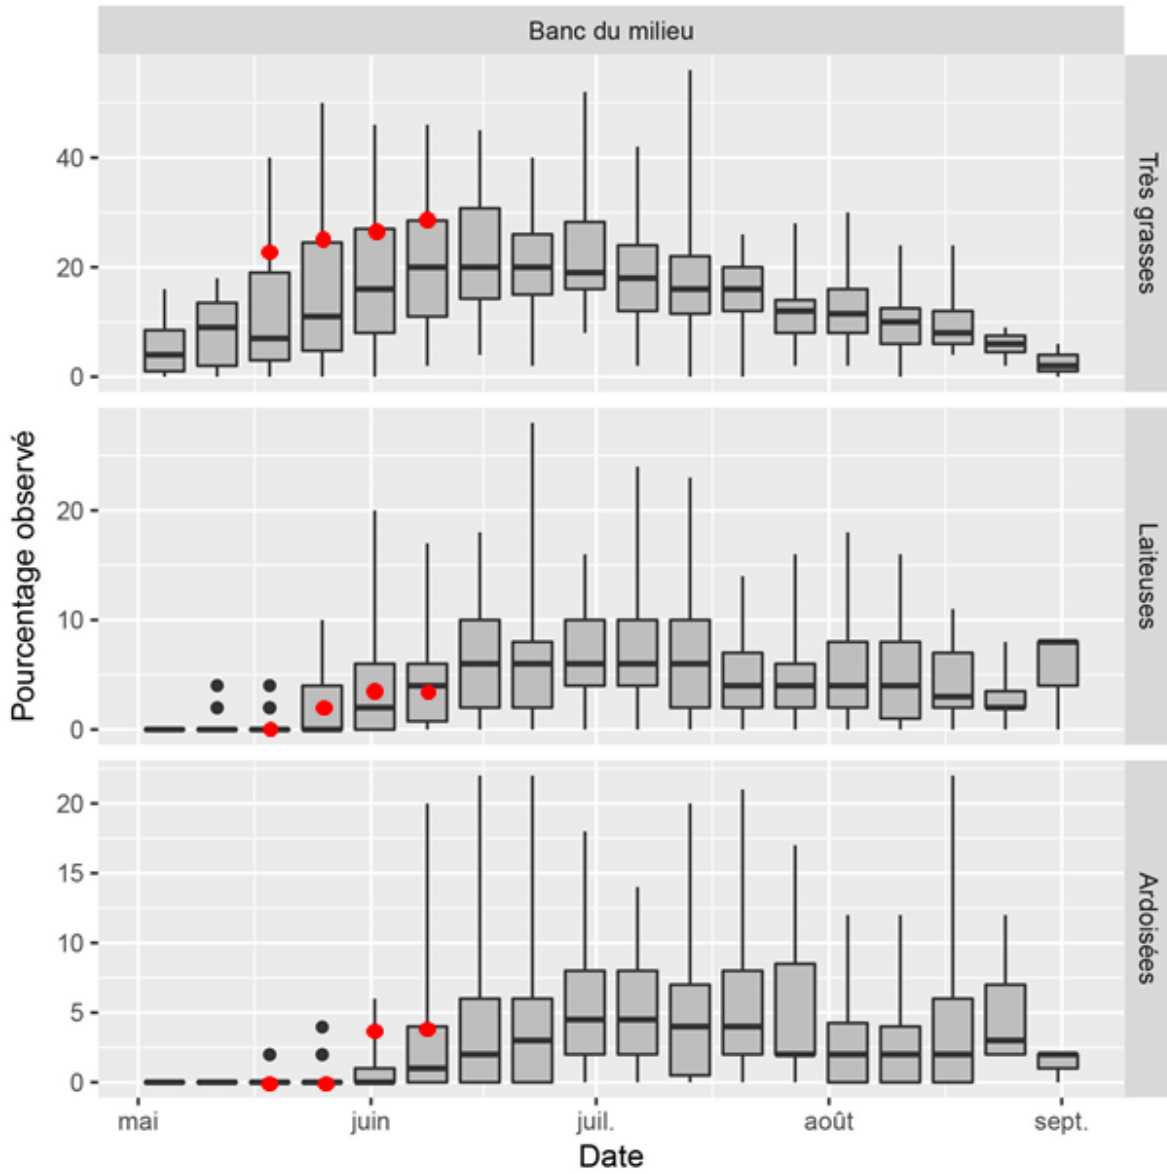 Banc du milieu
Pourcentage observé
40
20
0
Très grasses
20
10
0
Laiteuses
20
15
10
5
0
Ardoisées
mai juin juil. août sept.
Date